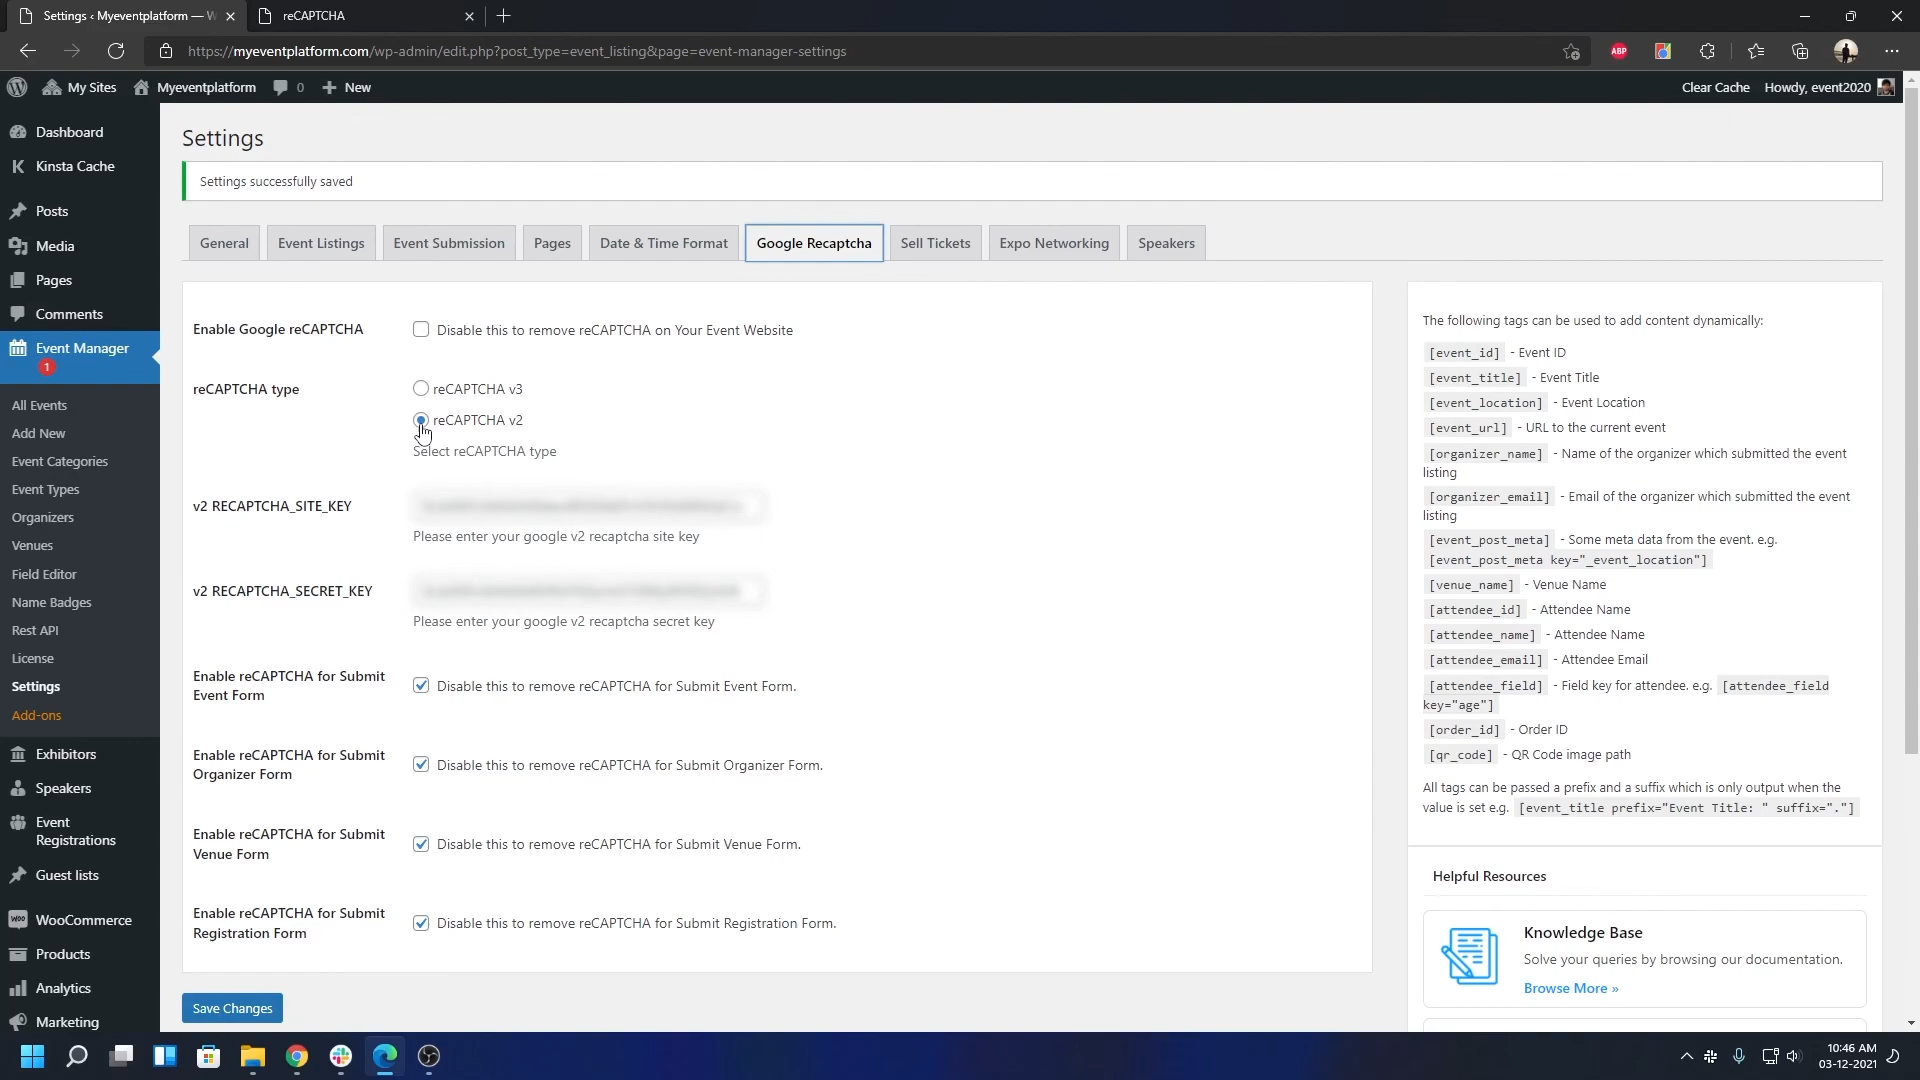 Settings ‹ Myeventplatform — W
reCAPTCHA
https://myeventplatform.com/wp-admin/edit.php?post_type=event_listing&page=event-manager-settings
ABP
My Sites
Myeventplatform
0
New
Clear Cache
Howdy, event2020
Dashboard
Kinsta Cache
Posts
Media
Pages
Comments
Event Manager
1
All Events
Add New
Event Categories
Event Types
Organizers
Venues
Field Editor
Name Badges
Rest API
License
Settings
Add-ons
Exhibitors
Speakers
Event
Registrations
Guest lists
WooCommerce
Products
Analytics
Marketing
Settings
Settings successfully saved
General
Event Listings
Event Submission
Pages
Date & Time Format
Google Recaptcha
Sell Tickets
Expo Networking
Speakers
Enable Google reCAPTCHA
Disable this to remove reCAPTCHA on Your Event Website
reCAPTCHA type
reCAPTCHA v3
reCAPTCHA v2
Select reCAPTCHA type
v2 RECAPTCHA_SITE_KEY
Please enter your google v2 recaptcha site key
v2 RECAPTCHA_SECRET_KEY
Please enter your google v2 recaptcha secret key
Enable reCAPTCHA for Submit
Event Form
Disable this to remove reCAPTCHA for Submit Event Form.
Enable reCAPTCHA for Submit
Organizer Form
Disable this to remove reCAPTCHA for Submit Organizer Form.
Enable reCAPTCHA for Submit
Venue Form
Disable this to remove reCAPTCHA for Submit Venue Form.
Enable reCAPTCHA for Submit
Registration Form
Disable this to remove reCAPTCHA for Submit Registration Form.
Save Changes
The following tags can be used to add content dynamically:
[event_id] - Event ID
[event_title] - Event Title
[event_location] - Event Location
[event_url] - URL to the current event
[organizer_name] - Name of the organizer which submitted the event
listing
[organizer_email] - Email of the organizer which submitted the event
listing
[event_post_meta] - Some meta data from the event. e.g.
[event_post_meta key="_event_location"]
[venue_name] - Venue Name
[attendee_id] - Attendee Name
[attendee_name] - Attendee Name
[attendee_email] - Attendee Email
[attendee_field] - Field key for attendee. e.g. [attendee_field
key="age"]
[order_id] - Order ID
[qr_code] - QR Code image path
All tags can be passed a prefix and a suffix which is only output when the
value is set e.g. [event_title prefix="Event Title: " suffix="."]
Helpful Resources
Knowledge Base
Solve your queries by browsing our documentation.
Browse More »
10:46 AM
03-12-2021